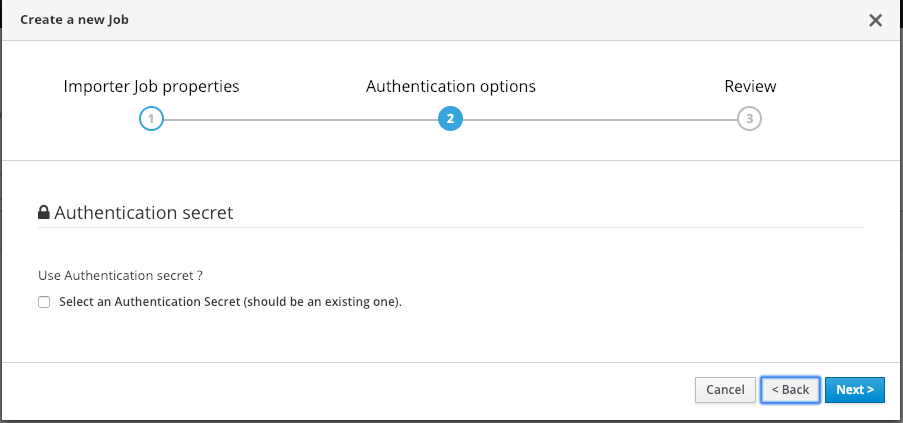 Create a new Job
Importer Job properties
Authentication options
Review
1
2
3
Authentication secret
Use Authentication secret ?
Select an Authentication Secret (should be an existing one).
Cancel
< Back
Next >